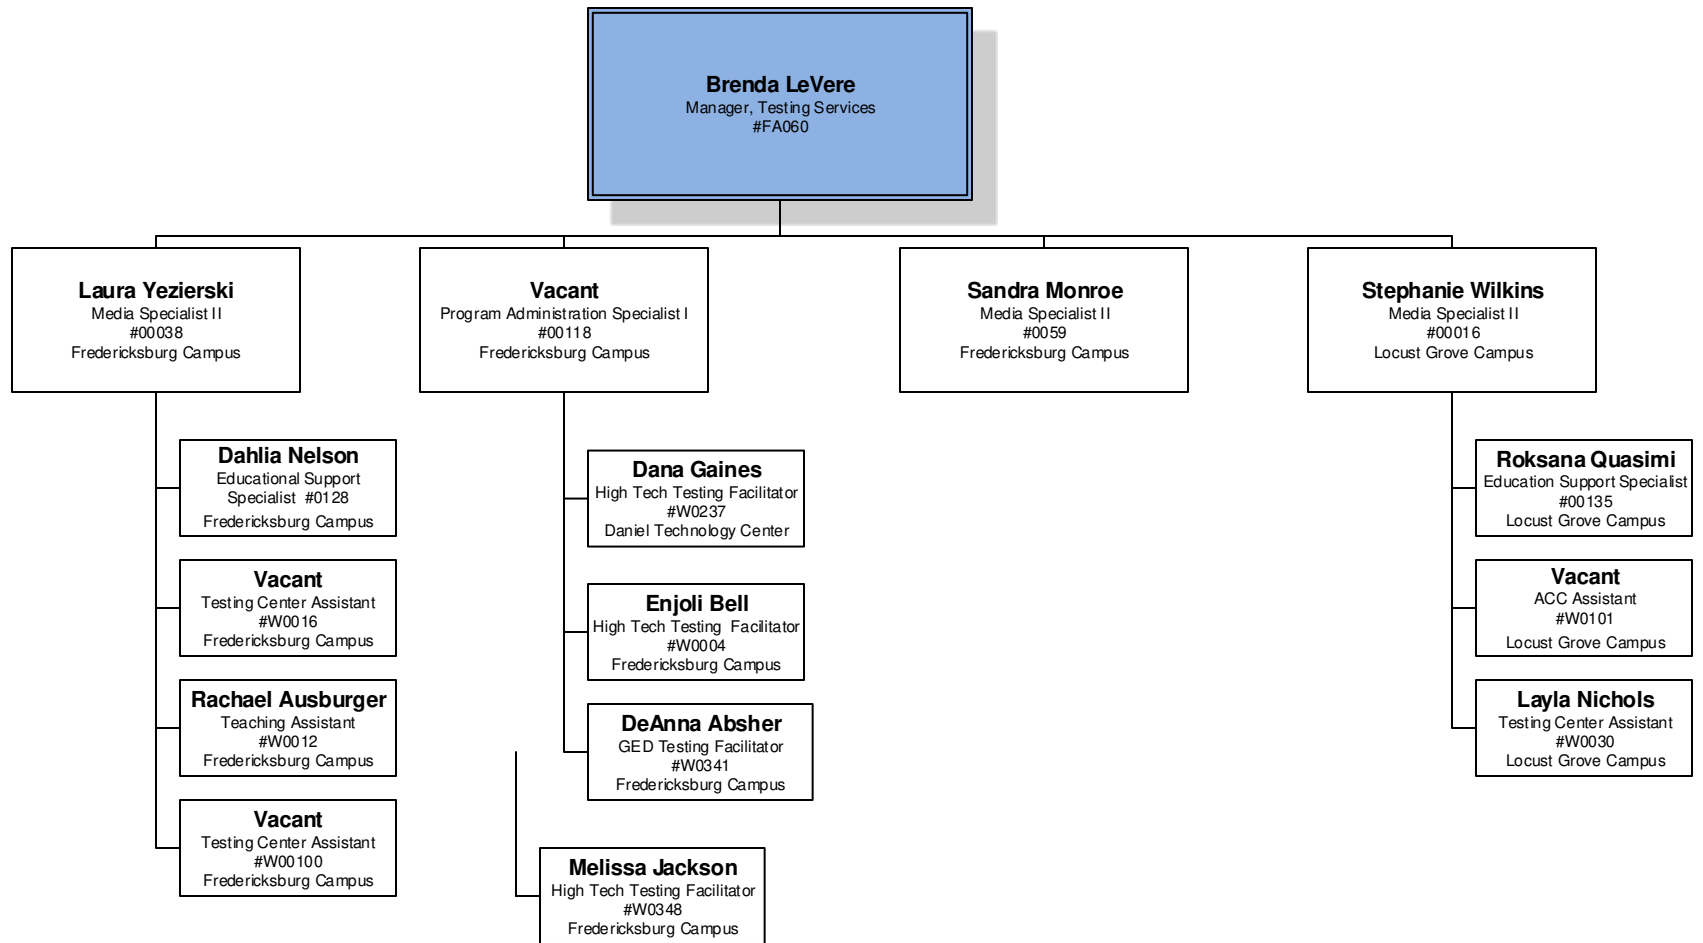 Brenda LeVere
Manager, Testing Services
#FA060
Laura Yezierski
Media Specialist II
#00038
Fredericksburg Campus
Vacant
Program Administration Specialist I
#00118
Fredericksburg Campus
Sandra Monroe
Media Specialist II
#0059
Fredericksburg Campus
Stephanie Wilkins
Media Specialist II
#00016
Locust Grove Campus
Dahlia Nelson
Educational Support
Specialist #0128
Fredericksburg Campus
Vacant
Testing Center Assistant
#W0016
Fredericksburg Campus
Rachael Ausburger
Teaching Assistant
#W0012
Fredericksburg Campus
Vacant
Testing Center Assistant
#W00100
Fredericksburg Campus
Dana Gaines
High Tech Testing Facilitator
#W0237
Daniel Technology Center
Enjoli Bell
High Tech Testing Facilitator
#W0004
Fredericksburg Campus
DeAnna Absher
GED Testing Facilitator
#W0341
Fredericksburg Campus
Melissa Jackson
High Tech Testing Facilitator
#W0348
Fredericksburg Campus
Roksana Quasimi
Education Support Specialist
#00135
Locust Grove Campus
Vacant
ACC Assistant
#W0101
Locust Grove Campus
Layla Nichols
Testing Center Assistant
#W0030
Locust Grove Campus